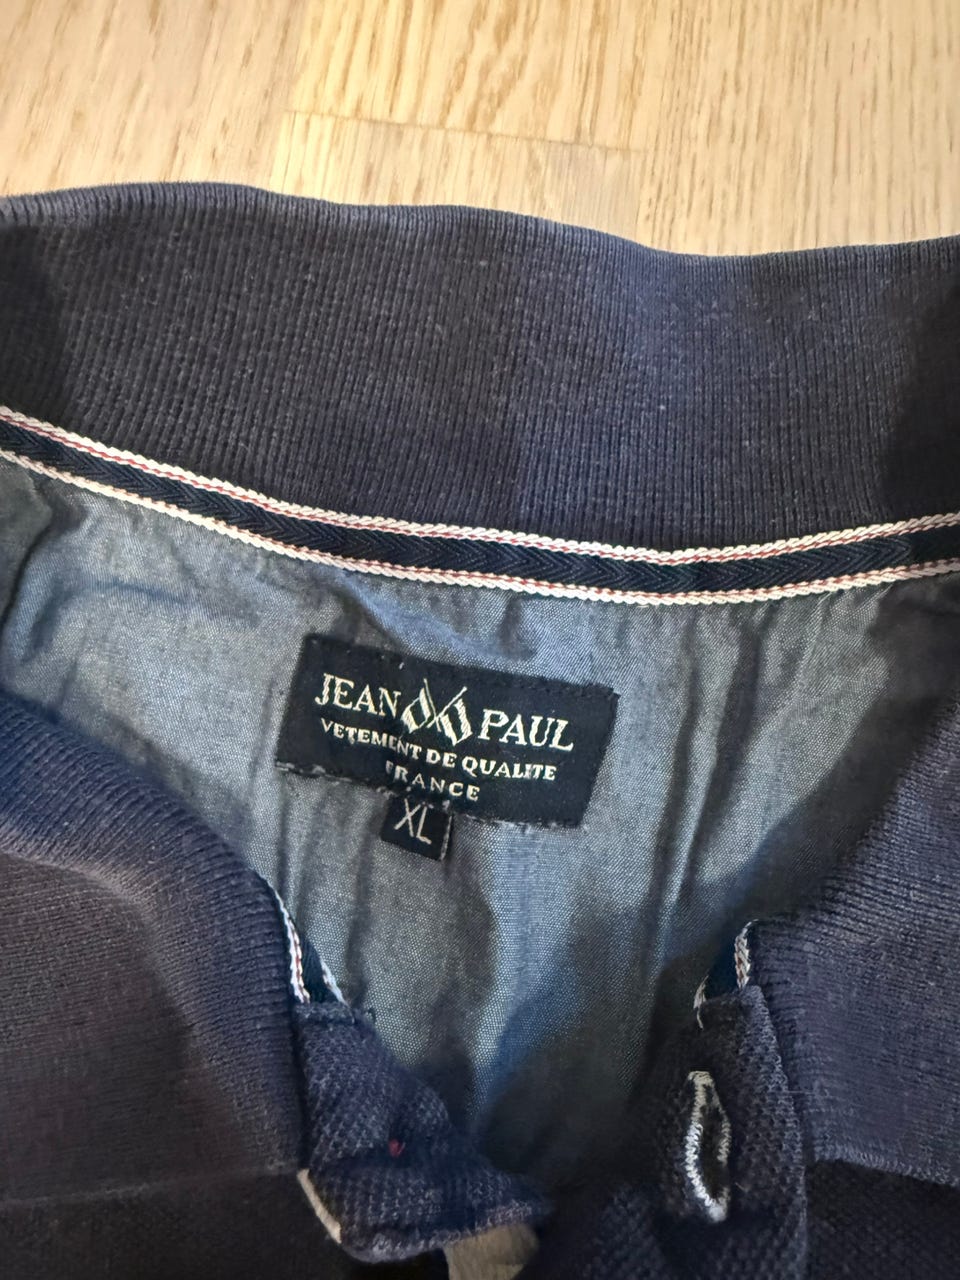 JEAN PAUL
VETEMENT DE QUALITE
FRANCE
XL